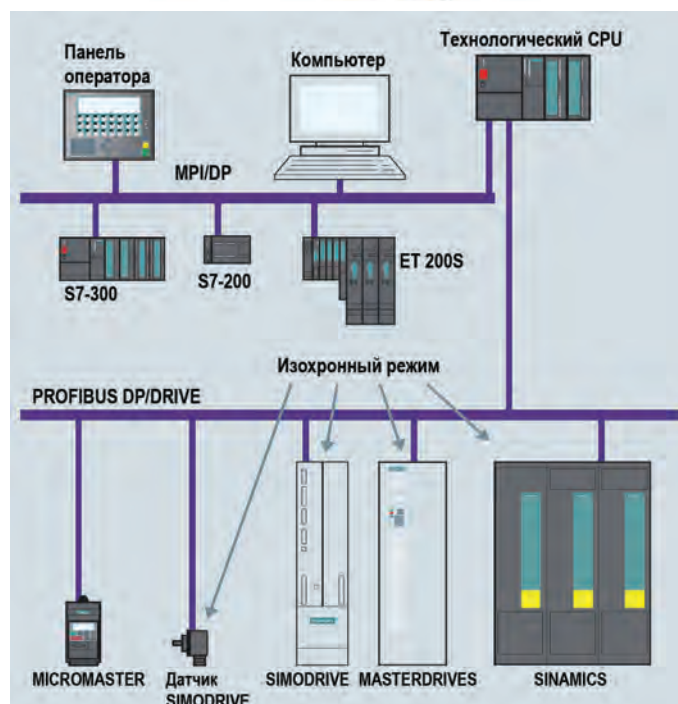 Панель
оператора
Компьютер
Технологический CPU
MPI/DP
S7-300
S7-200
ET 200S
Изохронный режим
PROFIBUS DP/DRIVE
MICROMASTER
Датчик
SIMODRIVE
SIMODRIVE
MASTERDRIVES
SINAMICS